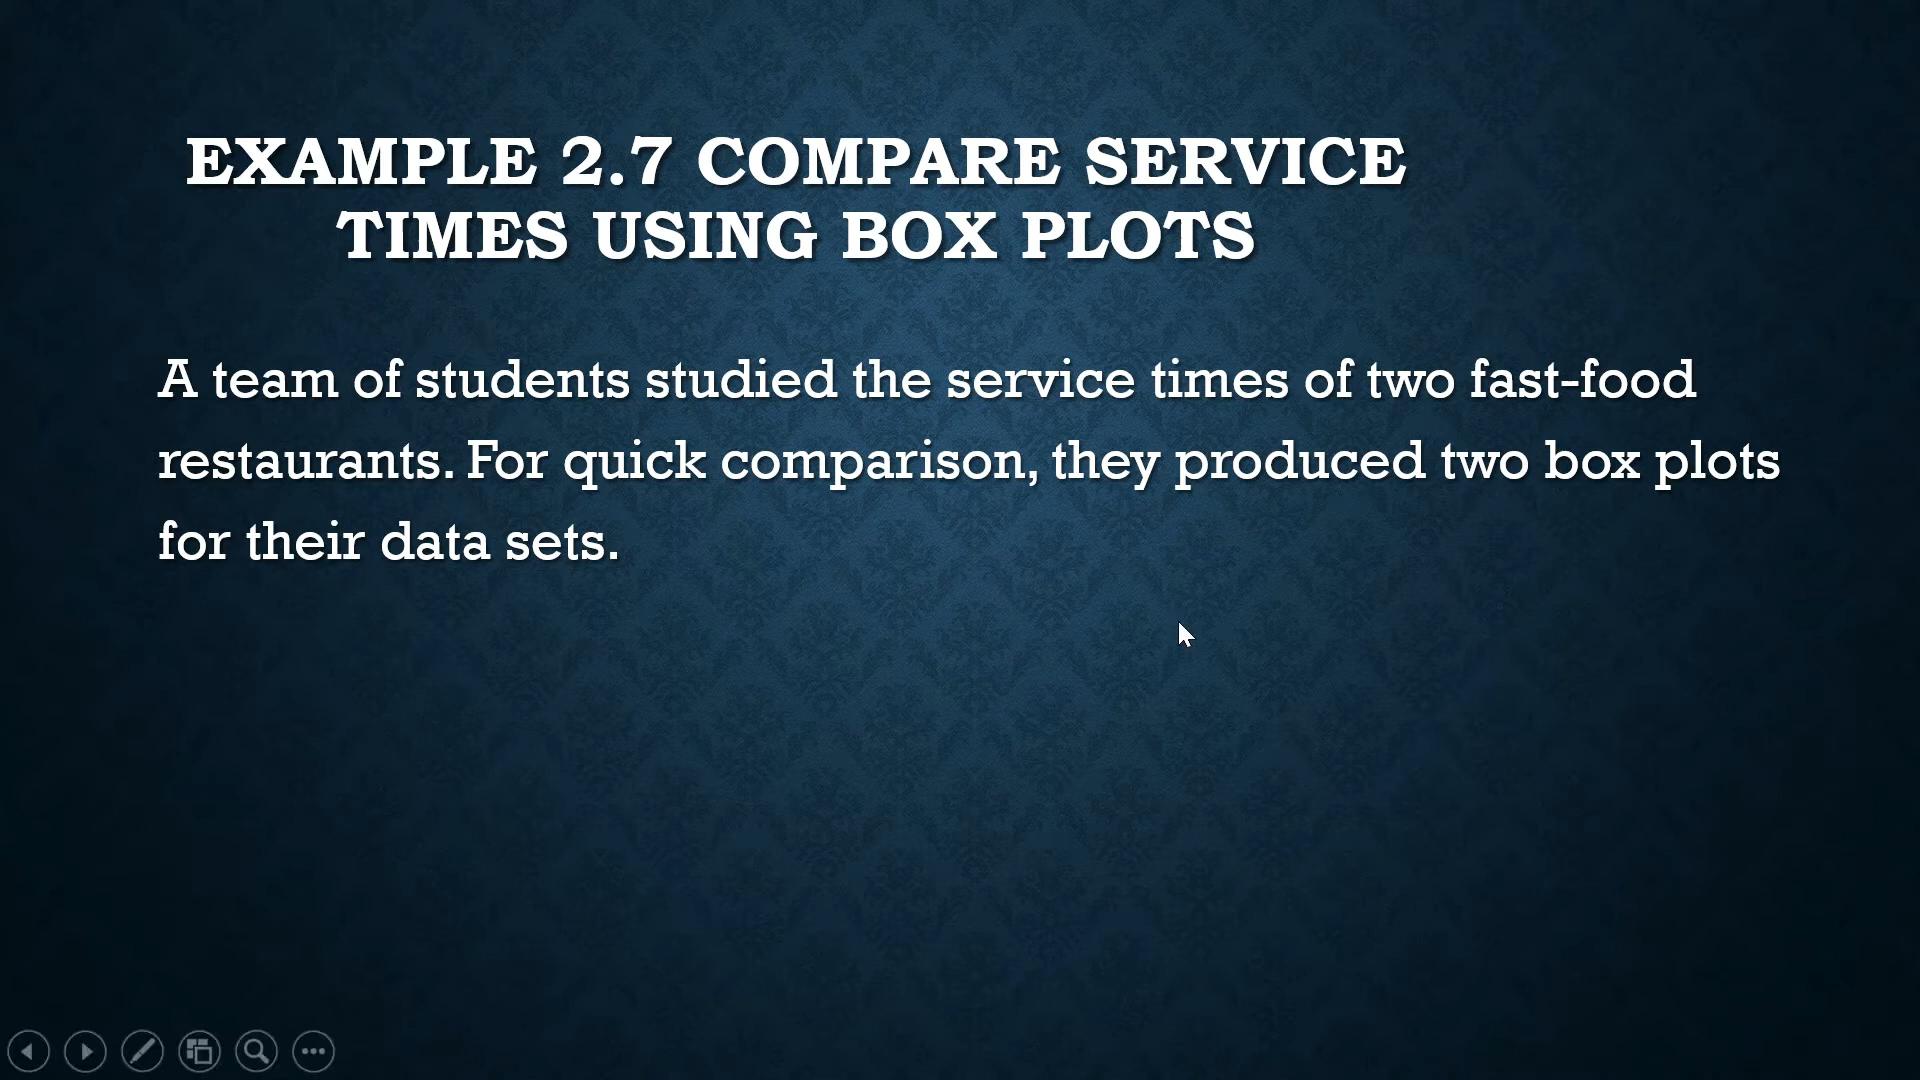 EXAMPLE 2.7 COMPARE SERVICE
TIMES USING BOX PLOTS
A team of students studied the service times of two fast-food
restaurants. For quick comparison, they produced two box plots
for their data sets.